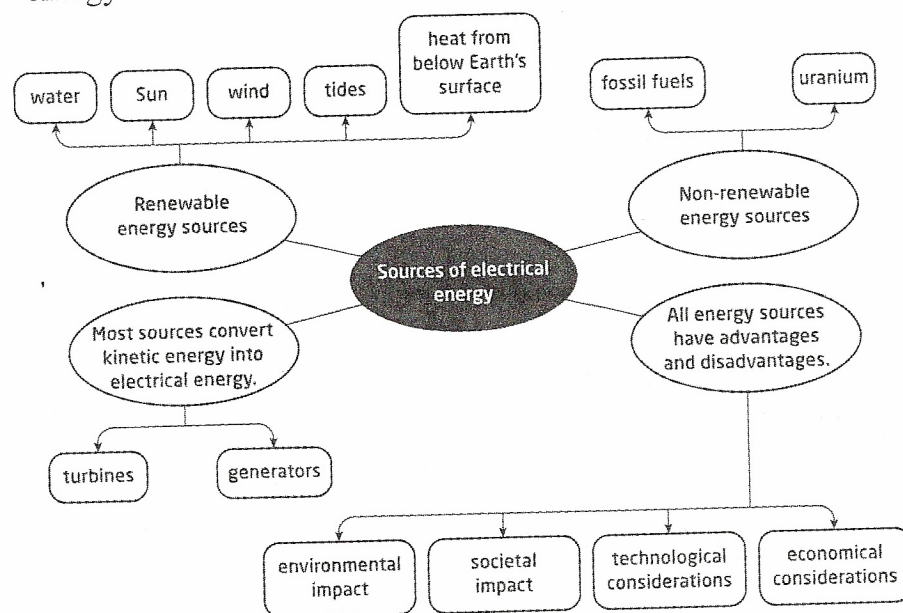 heat from
below Earth's
surface
water
Sun
wind
tides
fossil fuels
uranium
Renewable
energy sources
Non-renewable
energy sources
Sources of electrical
energy
Most sources convert
kinetic energy into
electrical energy.
All energy sources
have advantages
and disadvantages.
turbines
generators
environmental
impact
societal
impact
technological
considerations
economical
considerations